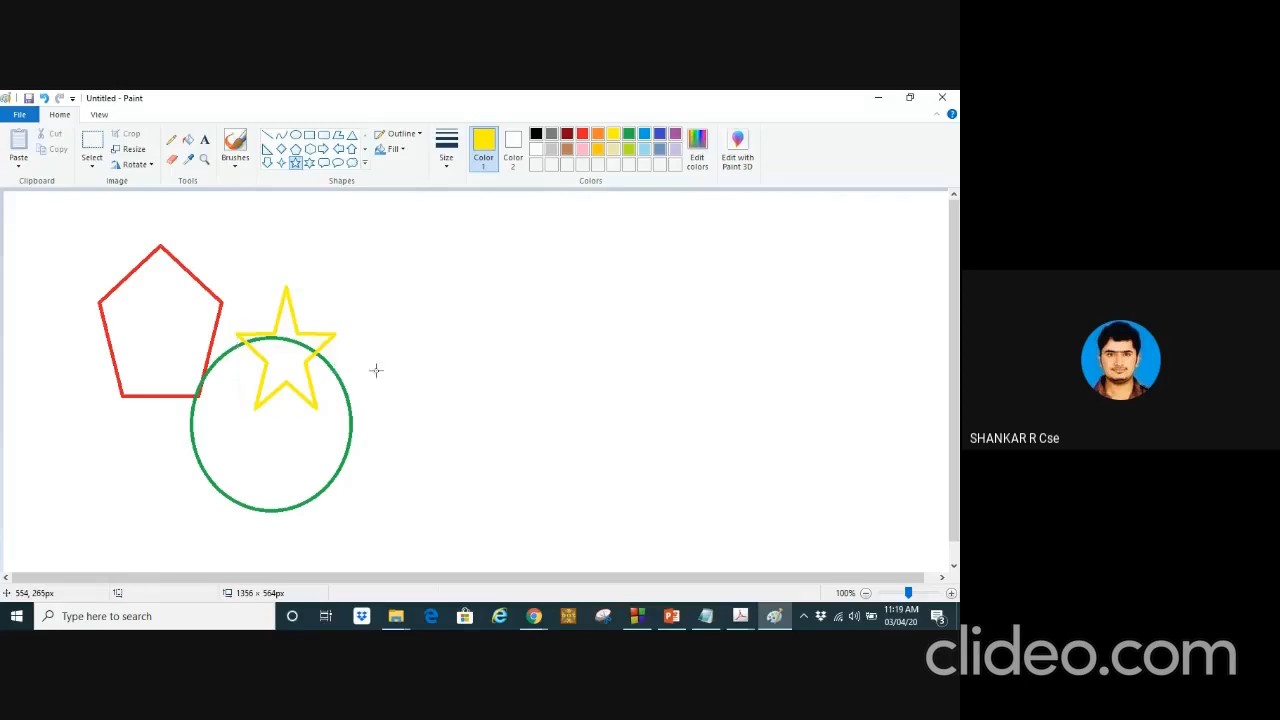 Untitled - Paint
File
Home
View
Paste
Cut
Copy
Clipboard
Select
Crop
Resize
Rotate
Image
A
Tools
Brushes
Shapes
Outline
Fill
Size
Color
1
Color
2
Colors
Edit
colors
Edit with
Paint 3D
SHANKAR R Cse
554, 265px
1356 × 564px
100%
Type here to search
11:19 AM
03/04/20
3
clideo.com